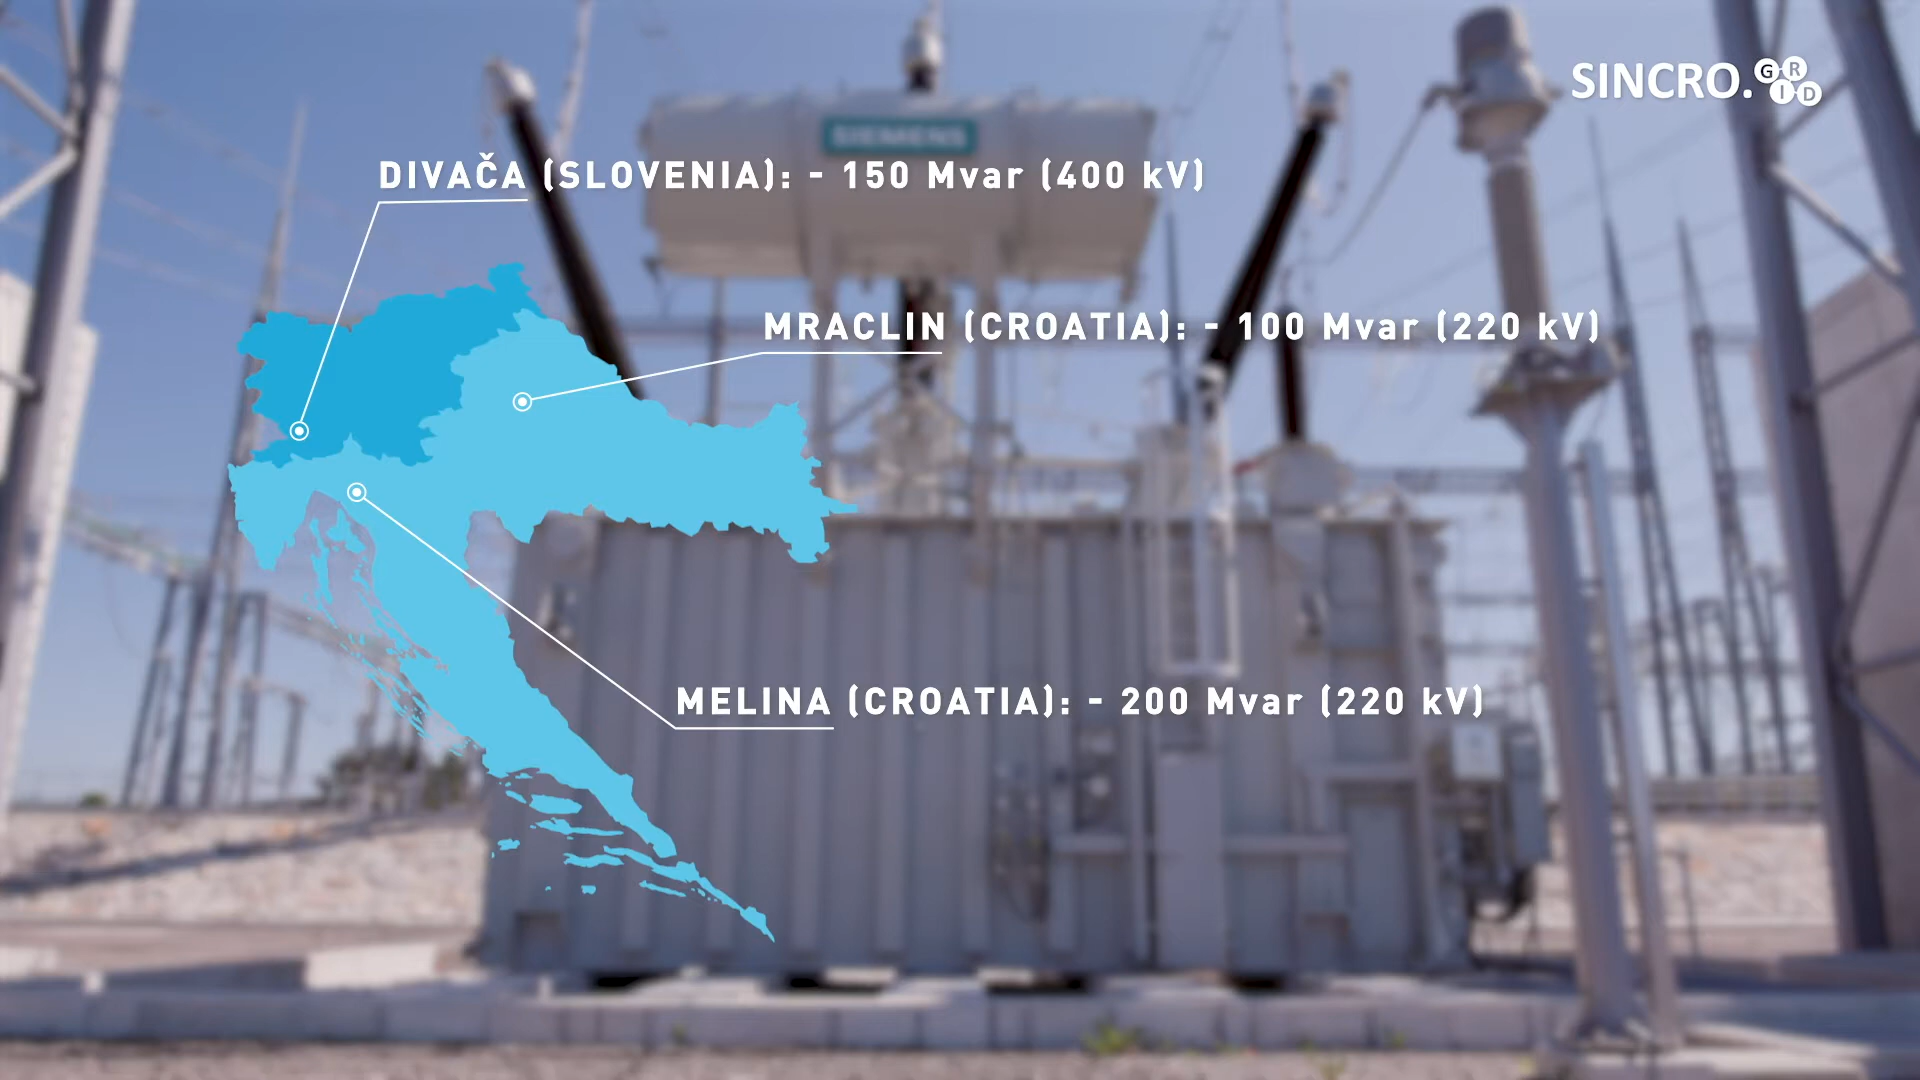 SINCRO.GRID
SIEMENS
DIVAČA (SLOVENIA): - 150 Mvar (400 kV)
MRACLIN (CROATIA): - 100 Mvar (220 kV)
MELINA (CROATIA): - 200 Mvar (220 kV)